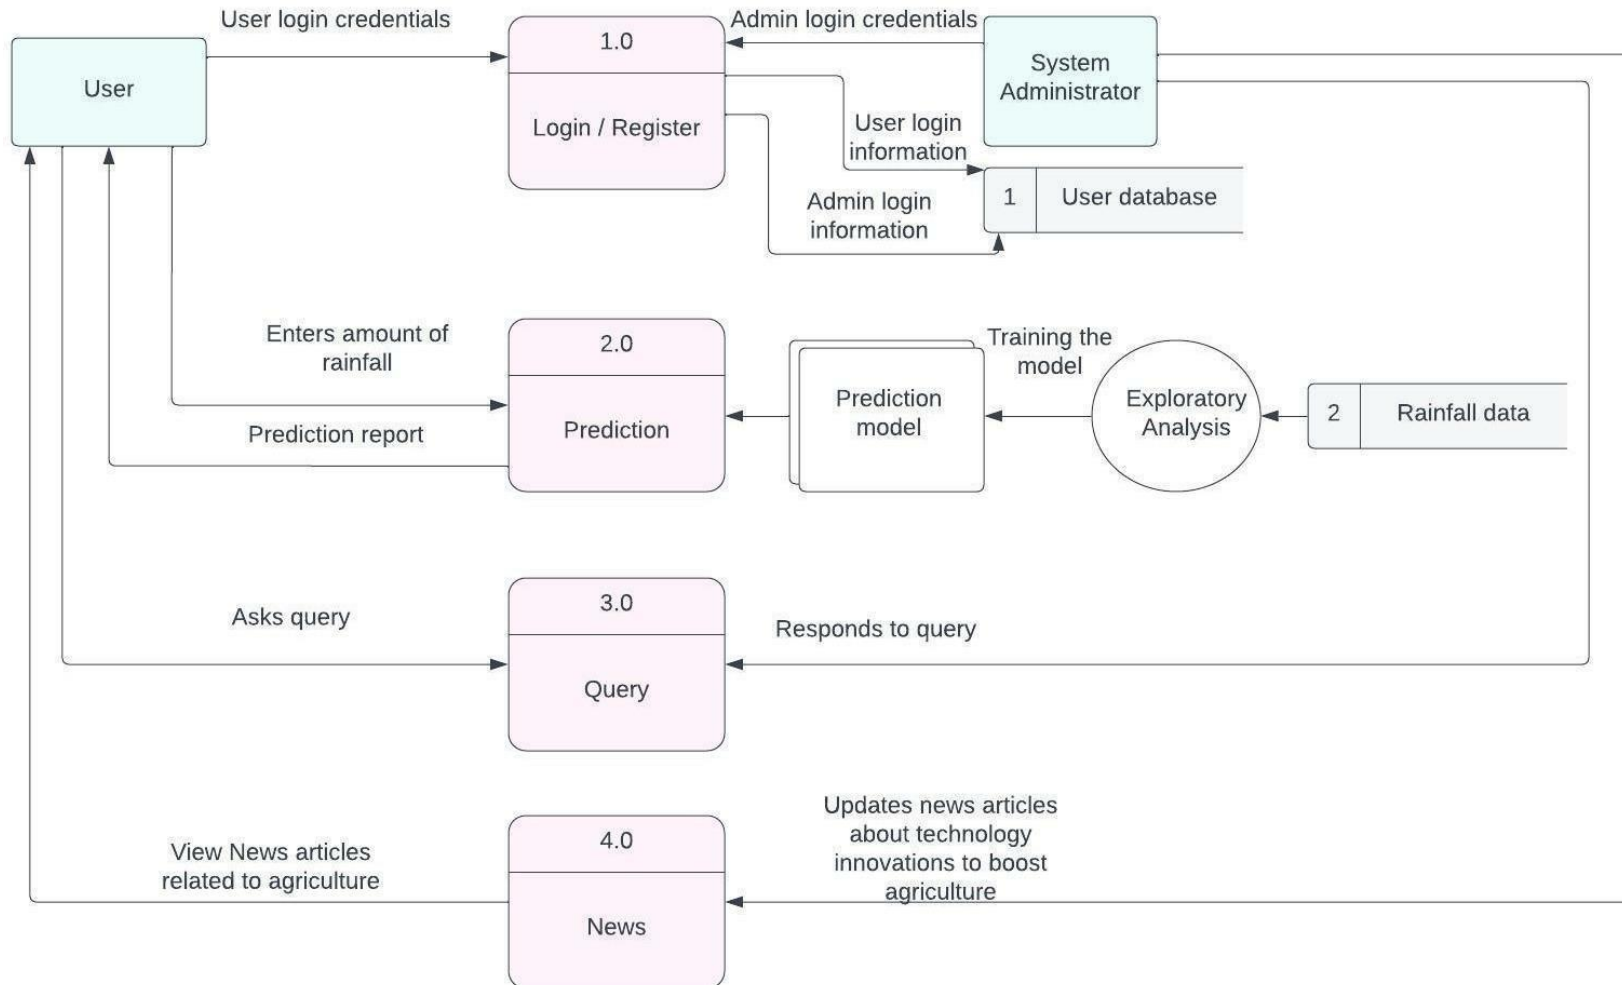 User login credentials
Admin login credentials
User
1.0
Login / Register
System
Administrator
User login
information
Admin login
information
1
User database
Enters amount of
rainfall
Prediction report
2.0
Prediction
Prediction
model
Training the
model
Exploratory
Analysis
2
Rainfall data
Asks query
3.0
Query
Responds to query
View News articles
related to agriculture
4.0
News
Updates news articles
about technology
innovations to boost
agriculture